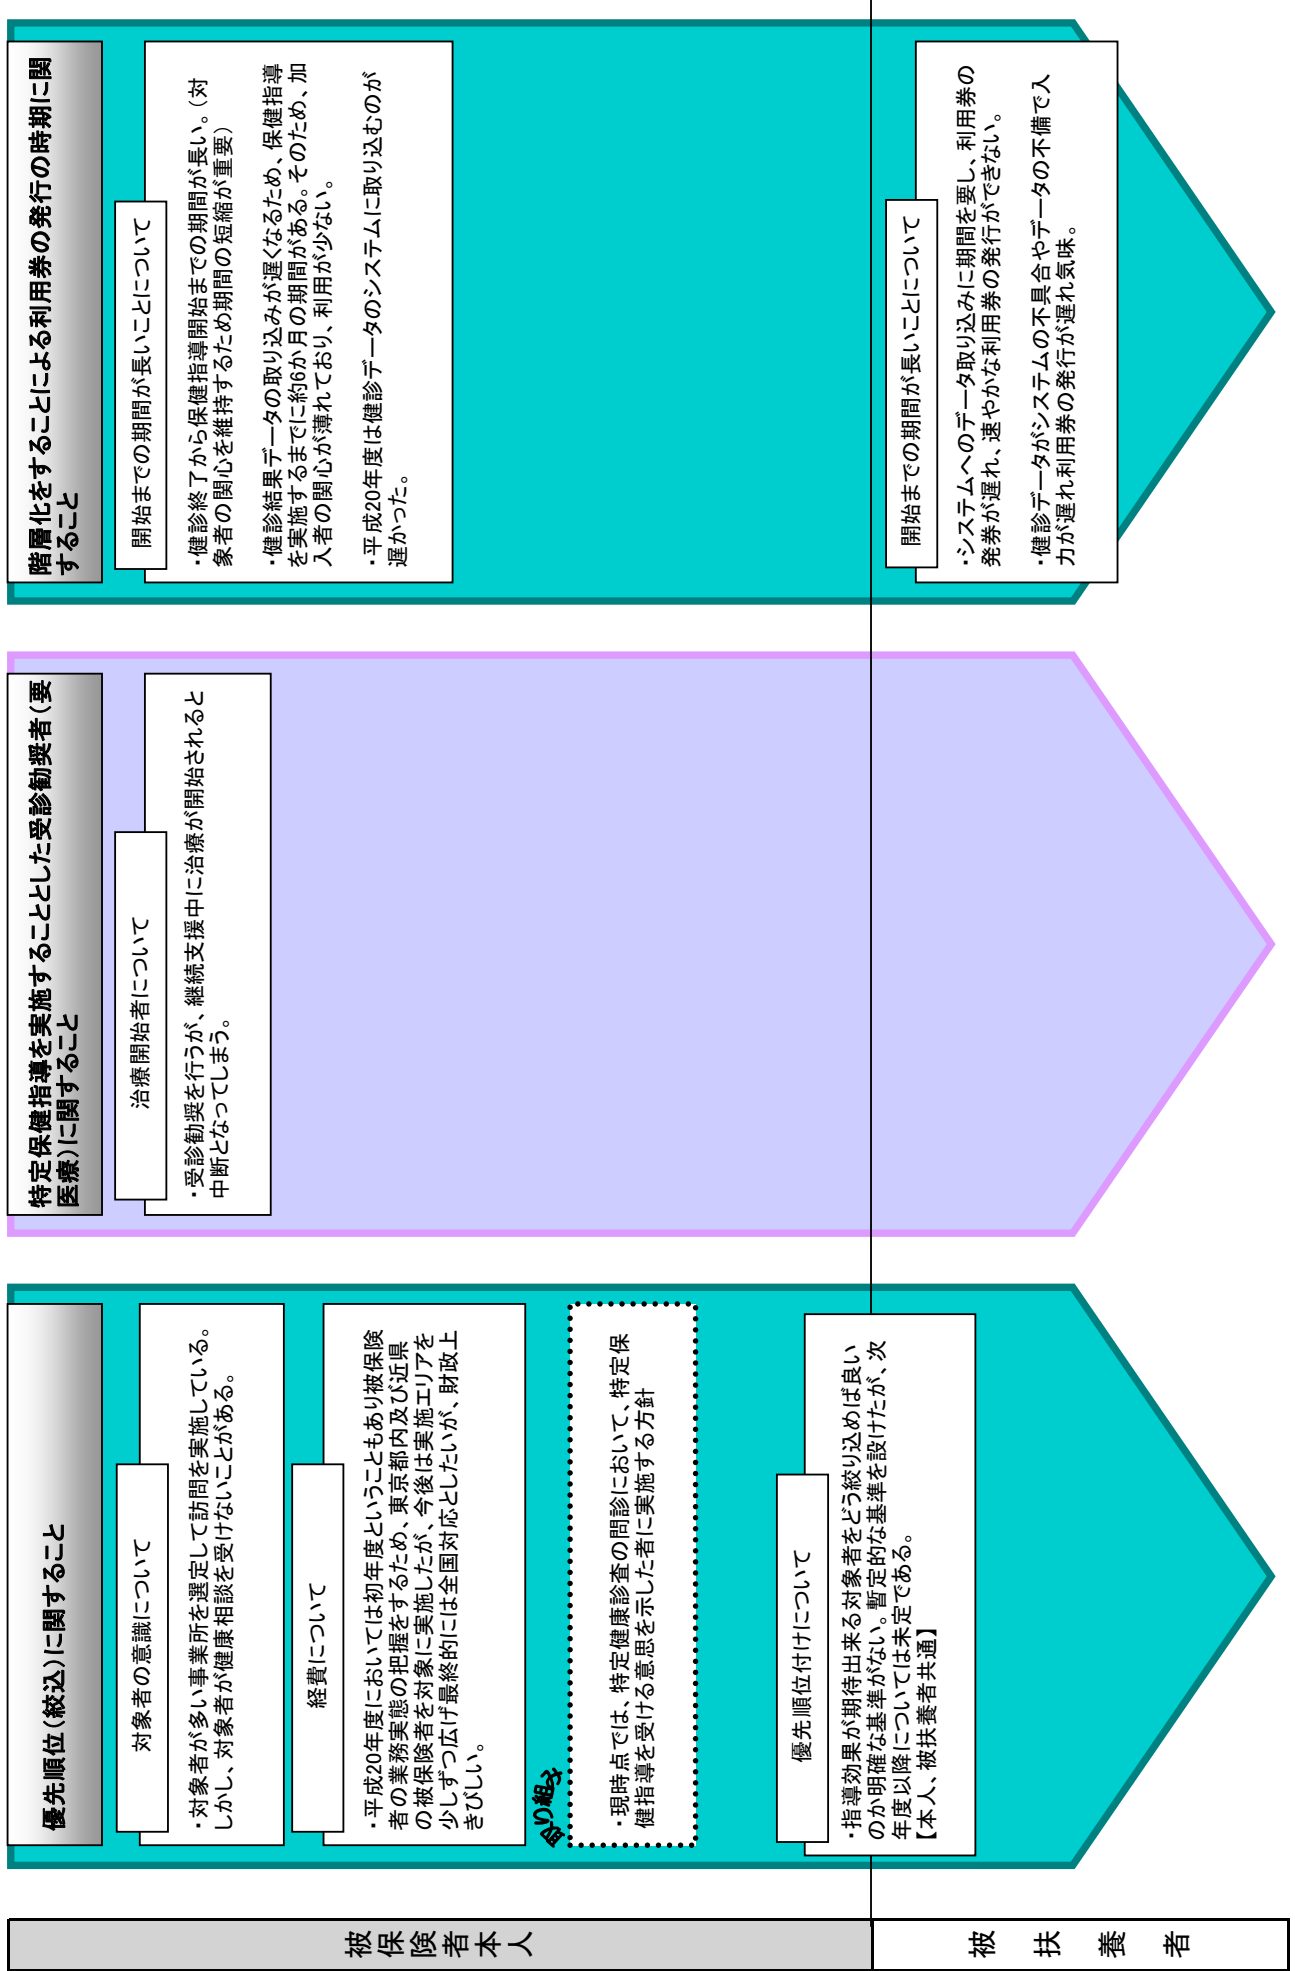 被保険者本人
被扶養者
優先順位（絞込）に関すること
対象者の意識について
・対象者が多い事業所を選定して訪問を実施している。
しかし、対象者が健康相談を受けないことがある。
経費について
・平成20年度においては初年度ということもあり被保険
者の業務実態の把握をするため、東京都内及び近県
の被保険者を対象に実施したが、今後は実施エリアを
少しずつ広げ最終的には全国対応としたいが、財政上
きびしい。
取り組み
・現時点では、特定健康診査の問診において、特定保
健指導を受ける意思を示した者に実施する方針
優先順位付けについて
・指導効果が期待出来る対象者をどう絞り込めば良い
のか明確な基準がない。暫定的な基準を設けたが、次
年度以降については未定である。
【本人、被扶養者共通】
特定保健指導を実施することとした受診勧奨者（要
医療）に関すること
治療開始者について
・受診勧奨を行うが、継続支援中に治療が開始されると
中断となってしまう。
階層化をすることによる利用券の発行の時期に関
すること
開始までの期間が長いことについて
・健診終了から保健指導開始までの期間が長い。（対
象者の関心を維持するため期間の短縮が重要）
・健診結果データの取り込みが遅くなるため、保健指導
を実施するまでに約6か月の期間がある。そのため、加
入者の関心が薄れており、利用が少ない。
・平成20年度は健診データのシステムに取り込むのが
遅かった。
開始までの期間が長いことについて
・システムへのデータ取り込みに期間を要し、利用券の
発券が遅れ、速やかな利用券の発行ができない。
・健診データがシステムの不具合やデータの不備で入
力が遅れ利用券の発行が遅れ気味。